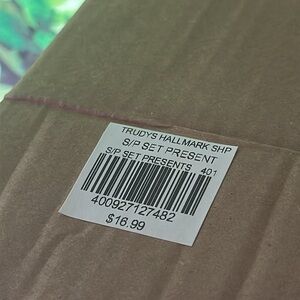 TRUDYS HALLMARK SHP
S/P SET PRESENT
S/P SET PRESENTS 401
400927127482
$16.99